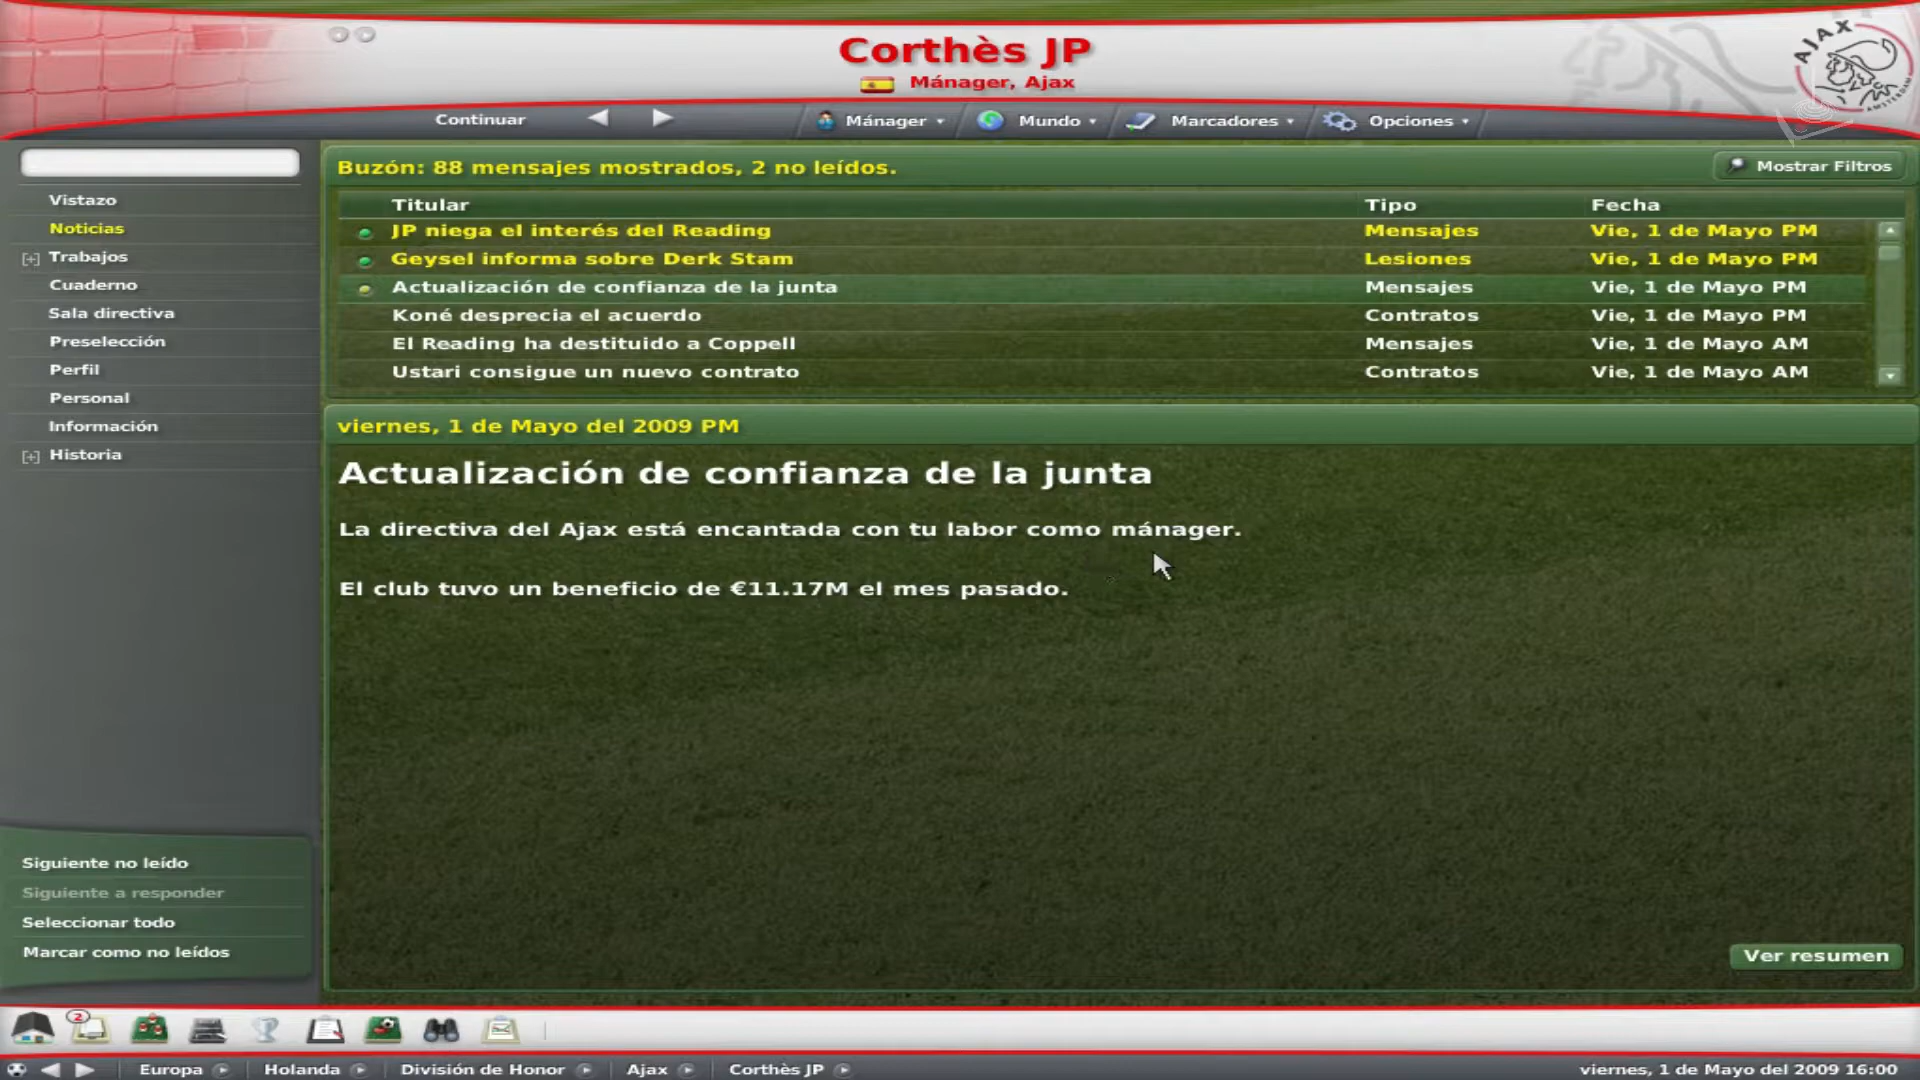 Corthès JP
Mánager, Ajax
AJAX
AMSTERDAM
Continuar
Mánager
Mundo
Marcadores
Opciones
Vistazo
Noticias
[+] Trabajos
Cuaderno
Sala directiva
Preselección
Perfil
Personal
Información
[+] Historia
Buzón: 88 mensajes mostrados, 2 no leídos.
Mostrar Filtros
Titular Tipo Fecha
JP niega el interés del Reading Mensajes Vie, 1 de Mayo PM
Geysel informa sobre Derk Stam Lesiones Vie, 1 de Mayo PM
Actualización de confianza de la junta Mensajes Vie, 1 de Mayo PM
Koné desprecia el acuerdo Contratos Vie, 1 de Mayo PM
El Reading ha destituido a Coppell Mensajes Vie, 1 de Mayo AM
Ustari consigue un nuevo contrato Contratos Vie, 1 de Mayo AM
viernes, 1 de Mayo del 2009 PM
Actualización de confianza de la junta
La directiva del Ajax está encantada con tu labor como mánager.
El club tuvo un beneficio de €11.17M el mes pasado.
Siguiente no leído
Siguiente a responder
Seleccionar todo
Marcar como no leídos
Ver resumen
2
Europa
Holanda
División de Honor
Ajax
Corthès JP
viernes, 1 de Mayo del 2009 16:00